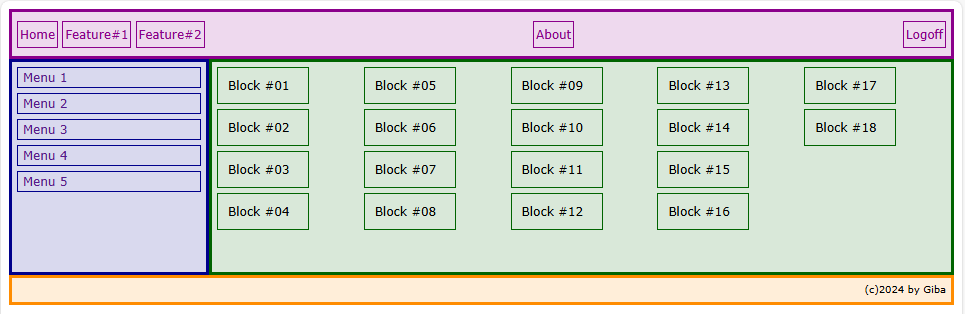 Home Feature#1 Feature#2 About Logoff
Menu 1
Menu 2
Menu 3
Menu 4
Menu 5
Block #01 Block #05 Block #09 Block #13 Block #17
Block #02 Block #06 Block #10 Block #14 Block #18
Block #03 Block #07 Block #11 Block #15
Block #04 Block #08 Block #12 Block #16
(c)2024 by Giba